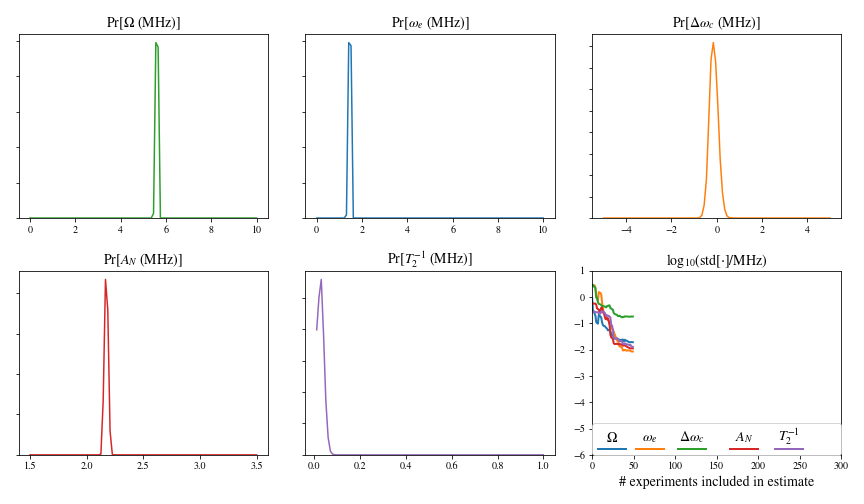 Pr[Ω (MHz)]
0 2 4 6 8 10
Pr[ωₑ (MHz)]
0 2 4 6 8 10
Pr[Δω_c (MHz)]
−4 −2 0 2 4
Pr[A_N (MHz)]
1.5 2.0 2.5 3.0 3.5
Pr[T₂⁻¹ (MHz)]
0.0 0.2 0.4 0.6 0.8 1.0
log₁₀(std[·]/MHz)
1
0
−1
−2
−3
−4
−5
−6
Ω ωₑ Δω_c A_N T₂⁻¹
0 50 100 150 200 250 300
# experiments included in estimate